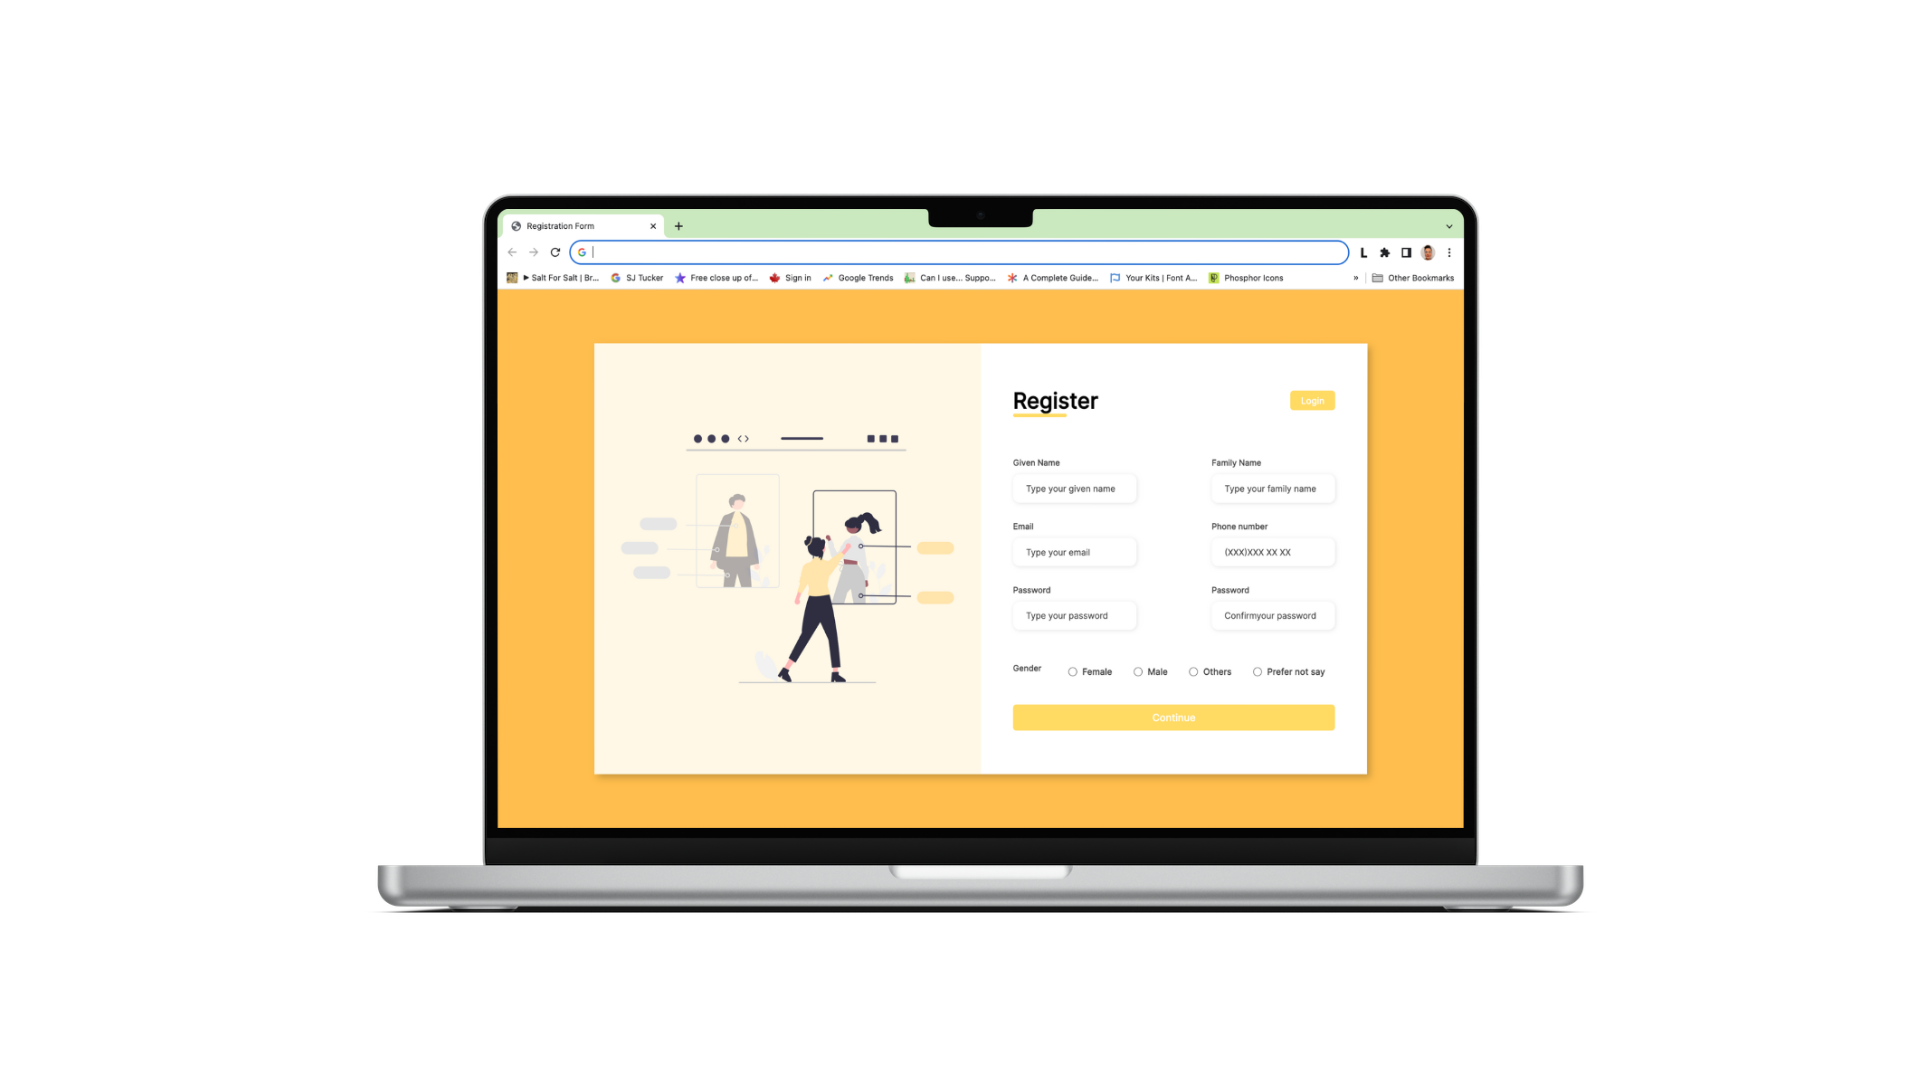 Registration Form
L
▶ Salt For Salt | Br... SJ Tucker Free close up of... Sign in Google Trends Can I use... Suppo... A Complete Guide... Your Kits | Font A... Phosphor Icons » Other Bookmarks
Register Login
Given Name Family Name
Type your given name Type your family name
Email Phone number
Type your email (XXX)XXX XX XX
Password Password
Type your password Confirmyour password
Gender Female Male Others Prefer not say
Continue